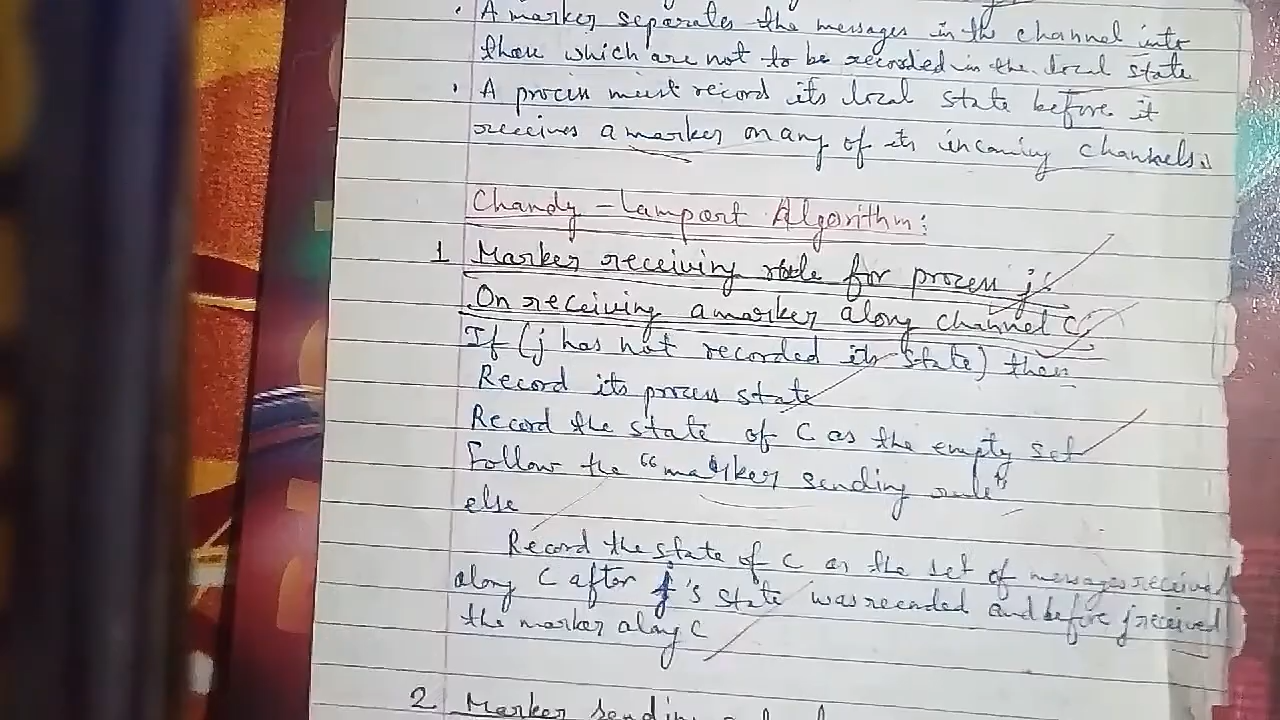 · A marker separates the messages in the channel into
those which are not to be recorded in the local state
· A process must record its local state before it
receives a marker on any of its incoming channels.
Chandy - Lamport Algorithm:
1 Marker receiving rule for process j:
On receiving a marker along channel C:
If (j has not recorded its state) then
Record its process state
Record the state of C as the empty set
Follow the "marker sending rule"
else
Record the state of C as the set of messages received
along C after j's state was recorded and before j received
the marker along C
2 Marker sending